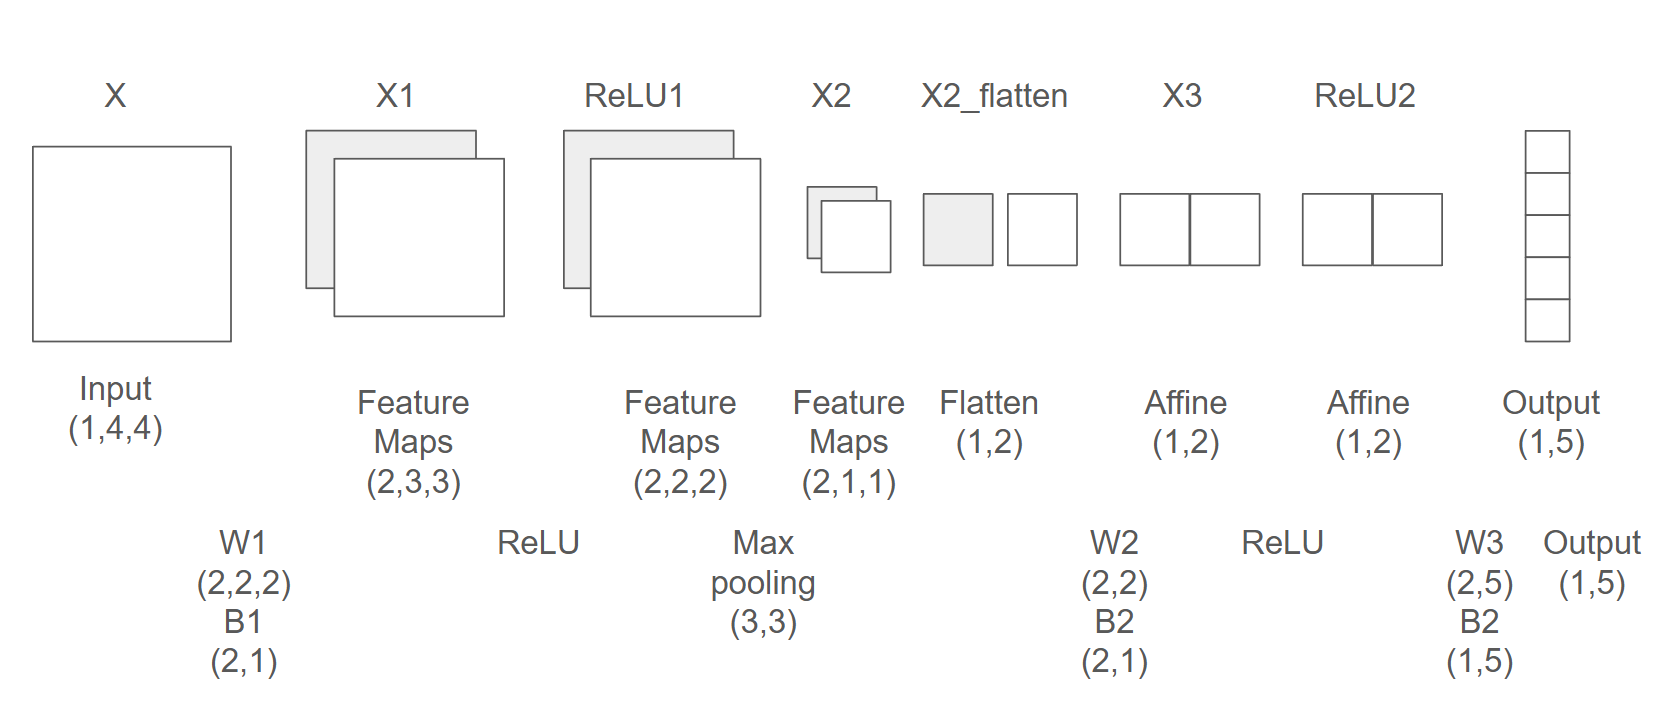 X
X1
ReLU1
X2
X2_flatten
X3
ReLU2
Input
(1,4,4)
Feature
Maps
(2,3,3)
Feature
Maps
(2,2,2)
Feature
Maps
(2,1,1)
Flatten
(1,2)
Affine
(1,2)
Affine
(1,2)
Output
(1,5)
W1
(2,2,2)
B1
(2,1)
ReLU
Max
pooling
(3,3)
W2
(2,2)
B2
(2,1)
ReLU
W3
(2,5)
B2
(1,5)
Output
(1,5)